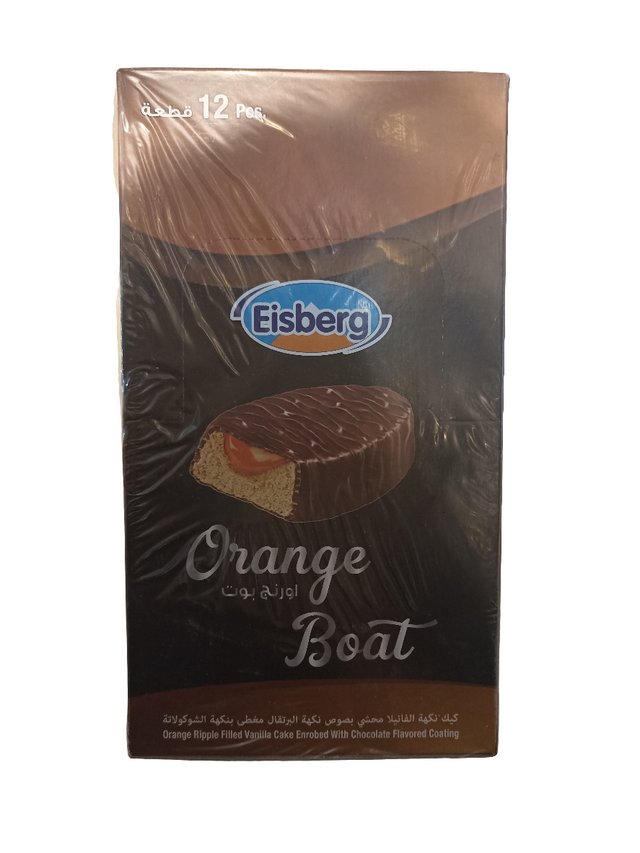 قطعة 12 Pcs.
Eisberg
Orange
اورنج بوت
Boat
كيك نكهة الفانيلا محشي بصوص نكهة البرتقال مغطى بنكهة الشوكولاتة
Orange Ripple Filled Vanilla Cake Enrobed With Chocolate Flavored Coating